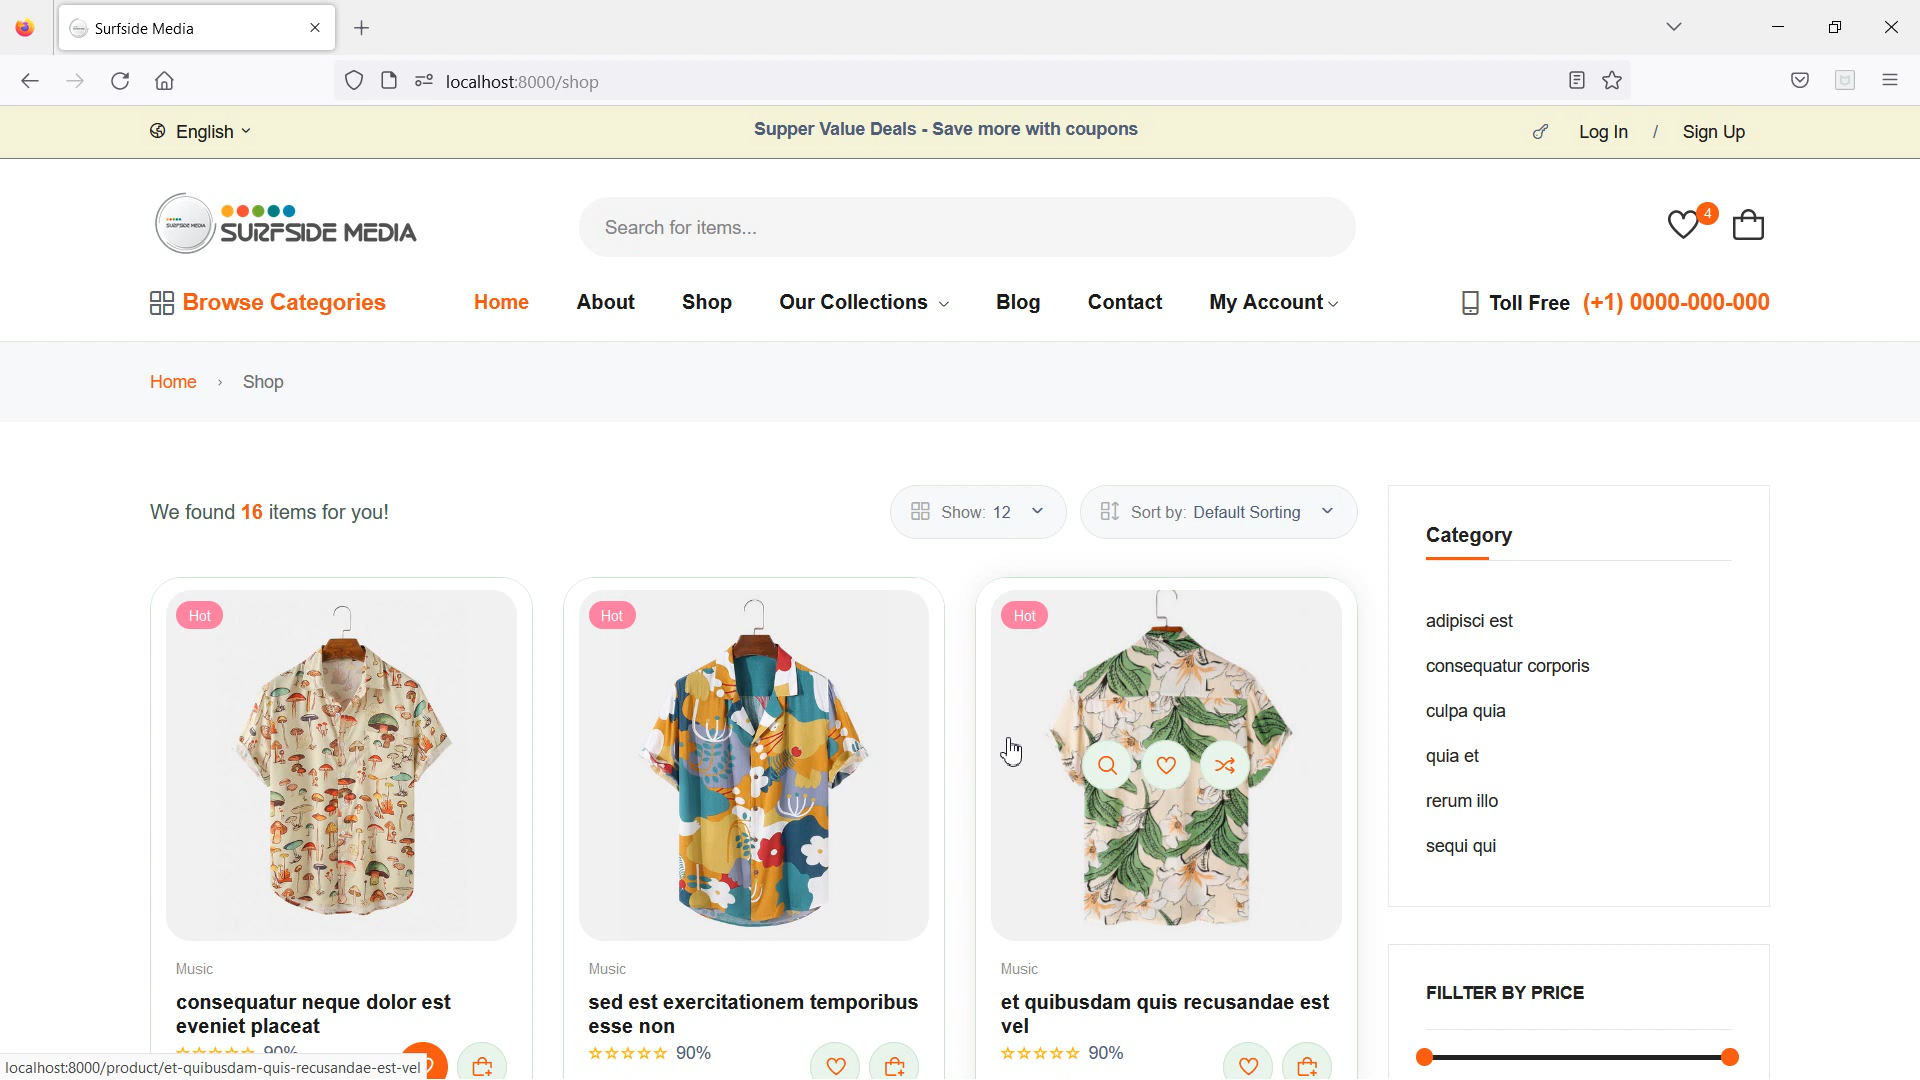 Surfside Media
localhost:8000/shop
English
Supper Value Deals - Save more with coupons
Log In / Sign Up
SURFSIDE MEDIA
SURFSIDE MEDIA
Search for items...
4
Browse Categories
Home
About
Shop
Our Collections
Blog
Contact
My Account
Toll Free (+1) 0000-000-000
Home › Shop
We found 16 items for you!
Show: 12
Sort by: Default Sorting
Hot
Hot
Hot
Music
consequatur neque dolor est
eveniet placeat
90%
Music
sed est exercitationem temporibus
esse non
90%
Music
et quibusdam quis recusandae est
vel
90%
Category
adipisci est
consequatur corporis
culpa quia
quia et
rerum illo
sequi qui
FILLTER BY PRICE
localhost:8000/product/et-quibusdam-quis-recusandae-est-vel